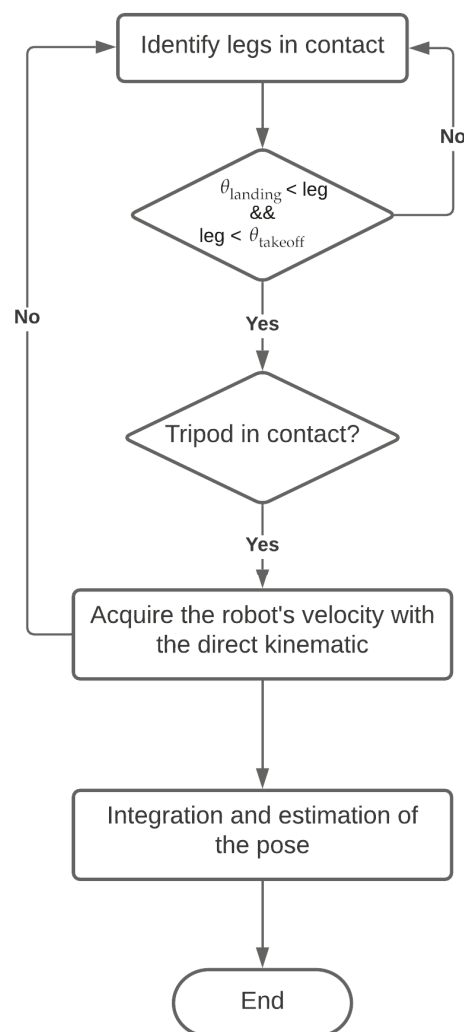 Identify legs in contact
No
θlanding < leg
&&
leg < θtakeoff
No
Yes
Tripod in contact?
Yes
Acquire the robot's velocity with
the direct kinematic
Integration and estimation of
the pose
End